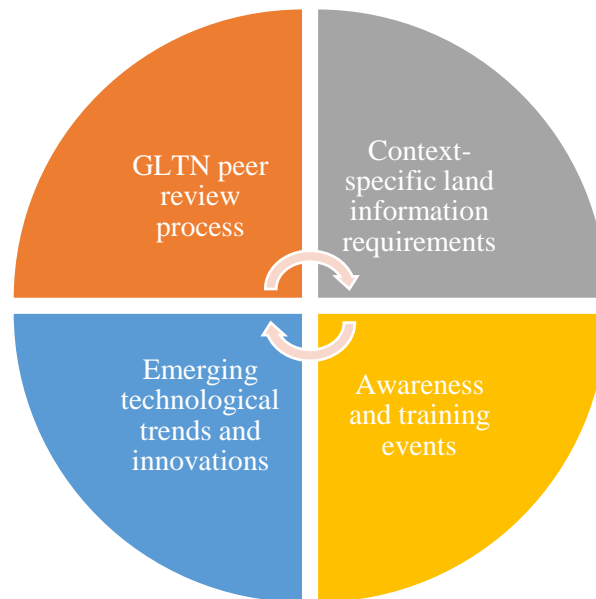 GLTN peer
review
process
Context-
specific land
information
requirements
Emerging
technological
trends and
innovations
Awareness
and training
events